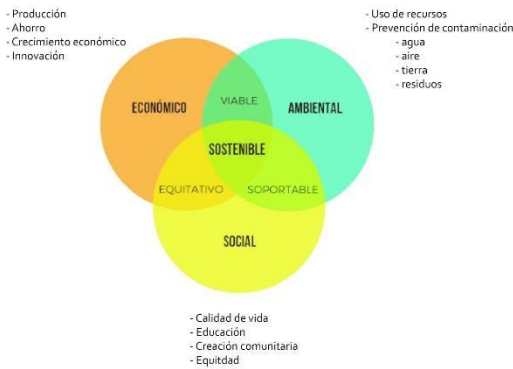 - Producción
- Ahorro
- Crecimiento económico
- Innovación
- Uso de recursos
- Prevención de contaminación
- agua
- aire
- tierra
- residuos
ECONÓMICO
VIABLE
AMBIENTAL
SOSTENIBLE
EQUITATIVO
SOPORTABLE
SOCIAL
- Calidad de vida
- Educación
- Creación comunitaria
- Equitdad